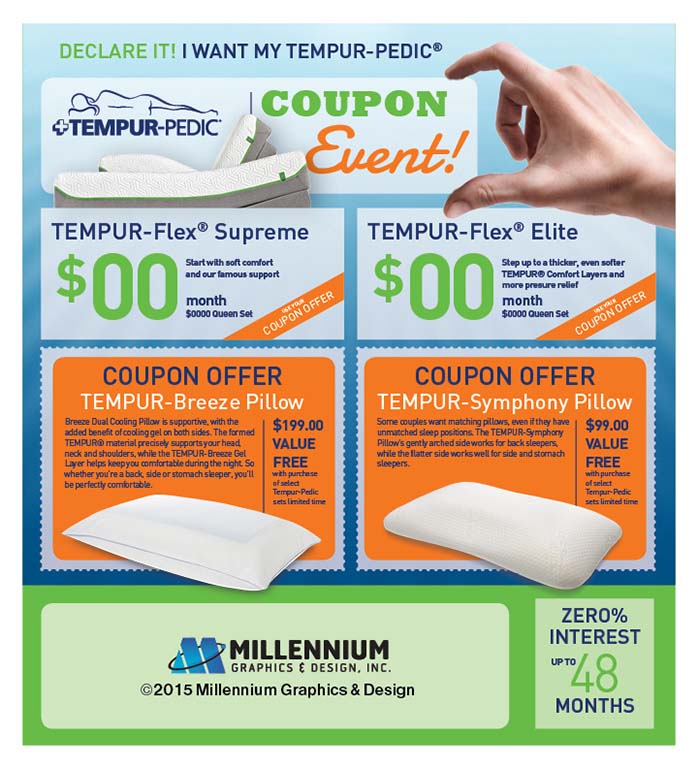 DECLARE IT! I WANT MY TEMPUR-PEDIC®
TEMPUR-PEDIC®
COUPON
Event!
TEMPUR-Flex® Supreme
$00
Start with soft comfort
and our famous support
month
$0000 Queen Set
USE YOUR
COUPON OFFER
TEMPUR-Flex® Elite
$00
Step up to a thicker, even softer
TEMPUR® Comfort Layers and
more presure relief
month
$0000 Queen Set
USE YOUR
COUPON OFFER
COUPON OFFER
TEMPUR-Breeze Pillow
Breeze Dual Cooling Pillow is supportive, with the
added benefit of cooling gel on both sides. The formed
TEMPUR® material precisely supports your head,
neck and shoulders, while the TEMPUR-Breeze Gel
Layer helps keep you comfortable during the night. So
whether you're a back, side or stomach sleeper, you'll
be perfectly comfortable.
$199.00
VALUE
FREE
with purchase
of select
Tempur-Pedic
sets limited time
COUPON OFFER
TEMPUR-Symphony Pillow
Some couples want matching pillows, even if they have
unmatched sleep positions. The TEMPUR-Symphony
Pillow's gently arched side works for back sleepers,
while the flatter side works well for side and stomach
sleepers.
$99.00
VALUE
FREE
with purchase
of select
Tempur-Pedic
sets limited time
MILLENNIUM
GRAPHICS & DESIGN, INC.
©2015 Millennium Graphics & Design
ZERO%
INTEREST
UP TO
48
MONTHS